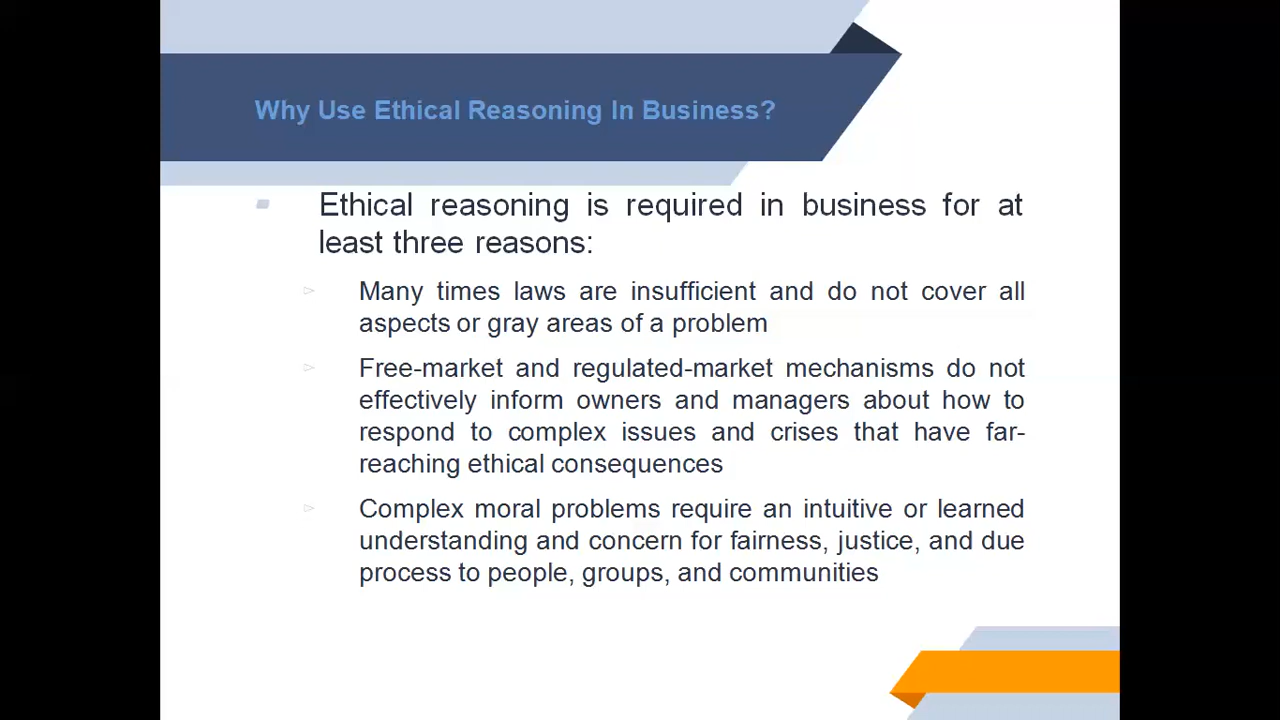 Why Use Ethical Reasoning In Business?
Ethical reasoning is required in business for at
least three reasons:
Many times laws are insufficient and do not cover all
aspects or gray areas of a problem
Free-market and regulated-market mechanisms do not
effectively inform owners and managers about how to
respond to complex issues and crises that have far-
reaching ethical consequences
Complex moral problems require an intuitive or learned
understanding and concern for fairness, justice, and due
process to people, groups, and communities